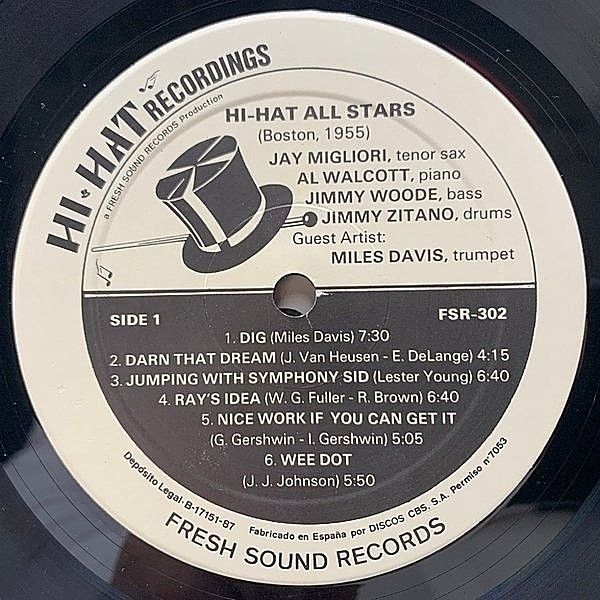 HI-HAT RECORDINGS
a FRESH SOUND RECORDS Production
HI-HAT ALL STARS
(Boston, 1955)
JAY MIGLIORI, tenor sax
AL WALCOTT, piano
JIMMY WOODE, bass
JIMMY ZITANO, drums
Guest Artist:
MILES DAVIS, trumpet
SIDE 1
FSR-302
1. DIG (Miles Davis) 7:30
2. DARN THAT DREAM (J. Van Heusen - E. DeLange) 4:15
3. JUMPING WITH SYMPHONY SID (Lester Young) 6:40
4. RAY'S IDEA (W. G. Fuller - R. Brown) 6:40
5. NICE WORK IF YOU CAN GET IT
(G. Gershwin - I. Gershwin) 5:05
6. WEE DOT
(J. J. Johnson) 5:50
Depósito Legal: B-17151-87 Fabricado en España por DISCOS CBS, S.A. Permiso n° 7053
FRESH SOUND RECORDS